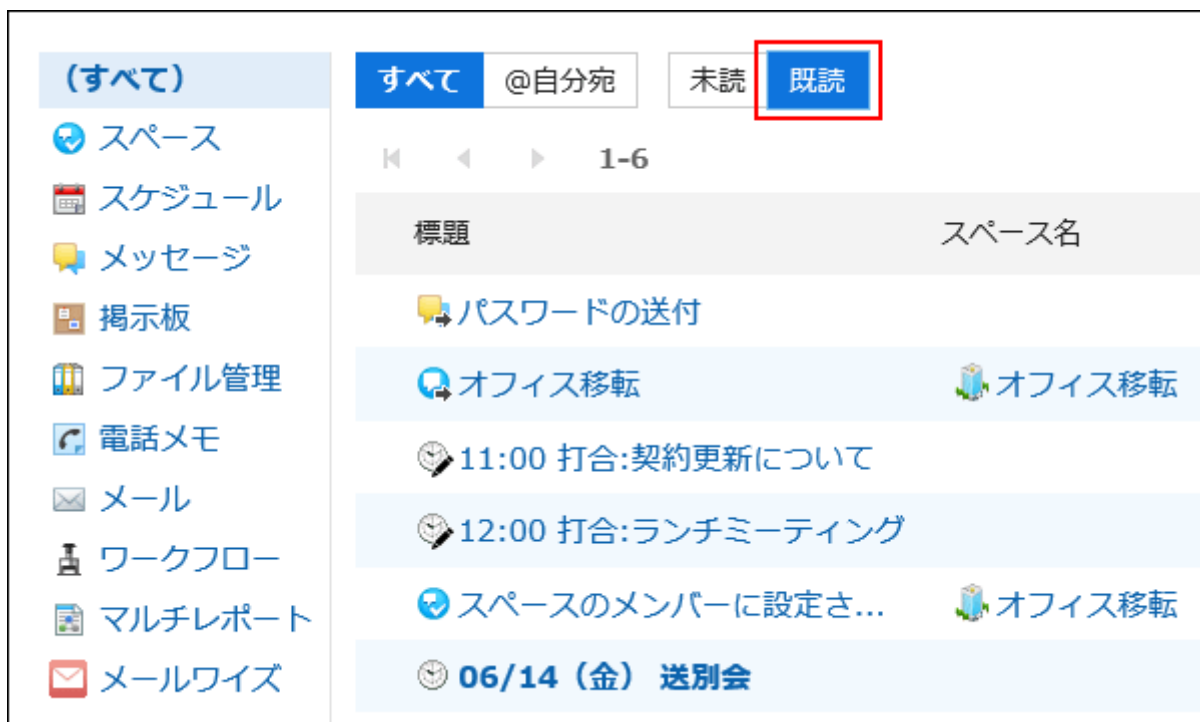 (すべて)
スペース
スケジュール
メッセージ
掲示板
ファイル管理
電話メモ
メール
ワークフロー
マルチレポート
メールワイズ
すべて @自分宛 未読 既読
1-6
標題 スペース名
パスワードの送付
オフィス移転 オフィス移転
11:00 打合:契約更新について
12:00 打合:ランチミーティング
スペースのメンバーに設定さ... オフィス移転
06/14（金） 送別会